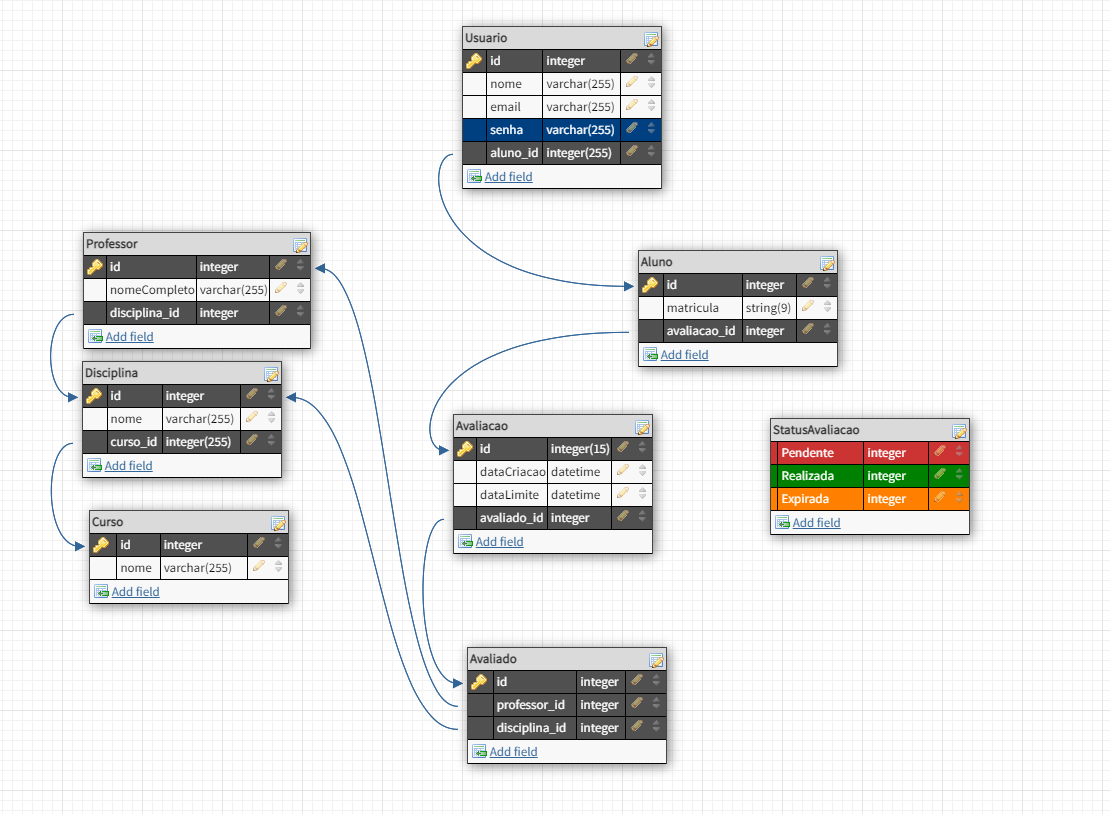 Usuario
id integer
nome varchar(255)
email varchar(255)
senha varchar(255)
aluno_id integer(255)
Add field
Professor
id integer
nomeCompleto varchar(255)
disciplina_id integer
Add field
Aluno
id integer
matricula string(9)
avaliacao_id integer
Add field
Disciplina
id integer
nome varchar(255)
curso_id integer(255)
Add field
Avaliacao
id integer(15)
dataCriacao datetime
dataLimite datetime
avaliado_id integer
Add field
StatusAvaliacao
Pendente integer
Realizada integer
Expirada integer
Add field
Curso
id integer
nome varchar(255)
Add field
Avaliado
id integer
professor_id integer
disciplina_id integer
Add field